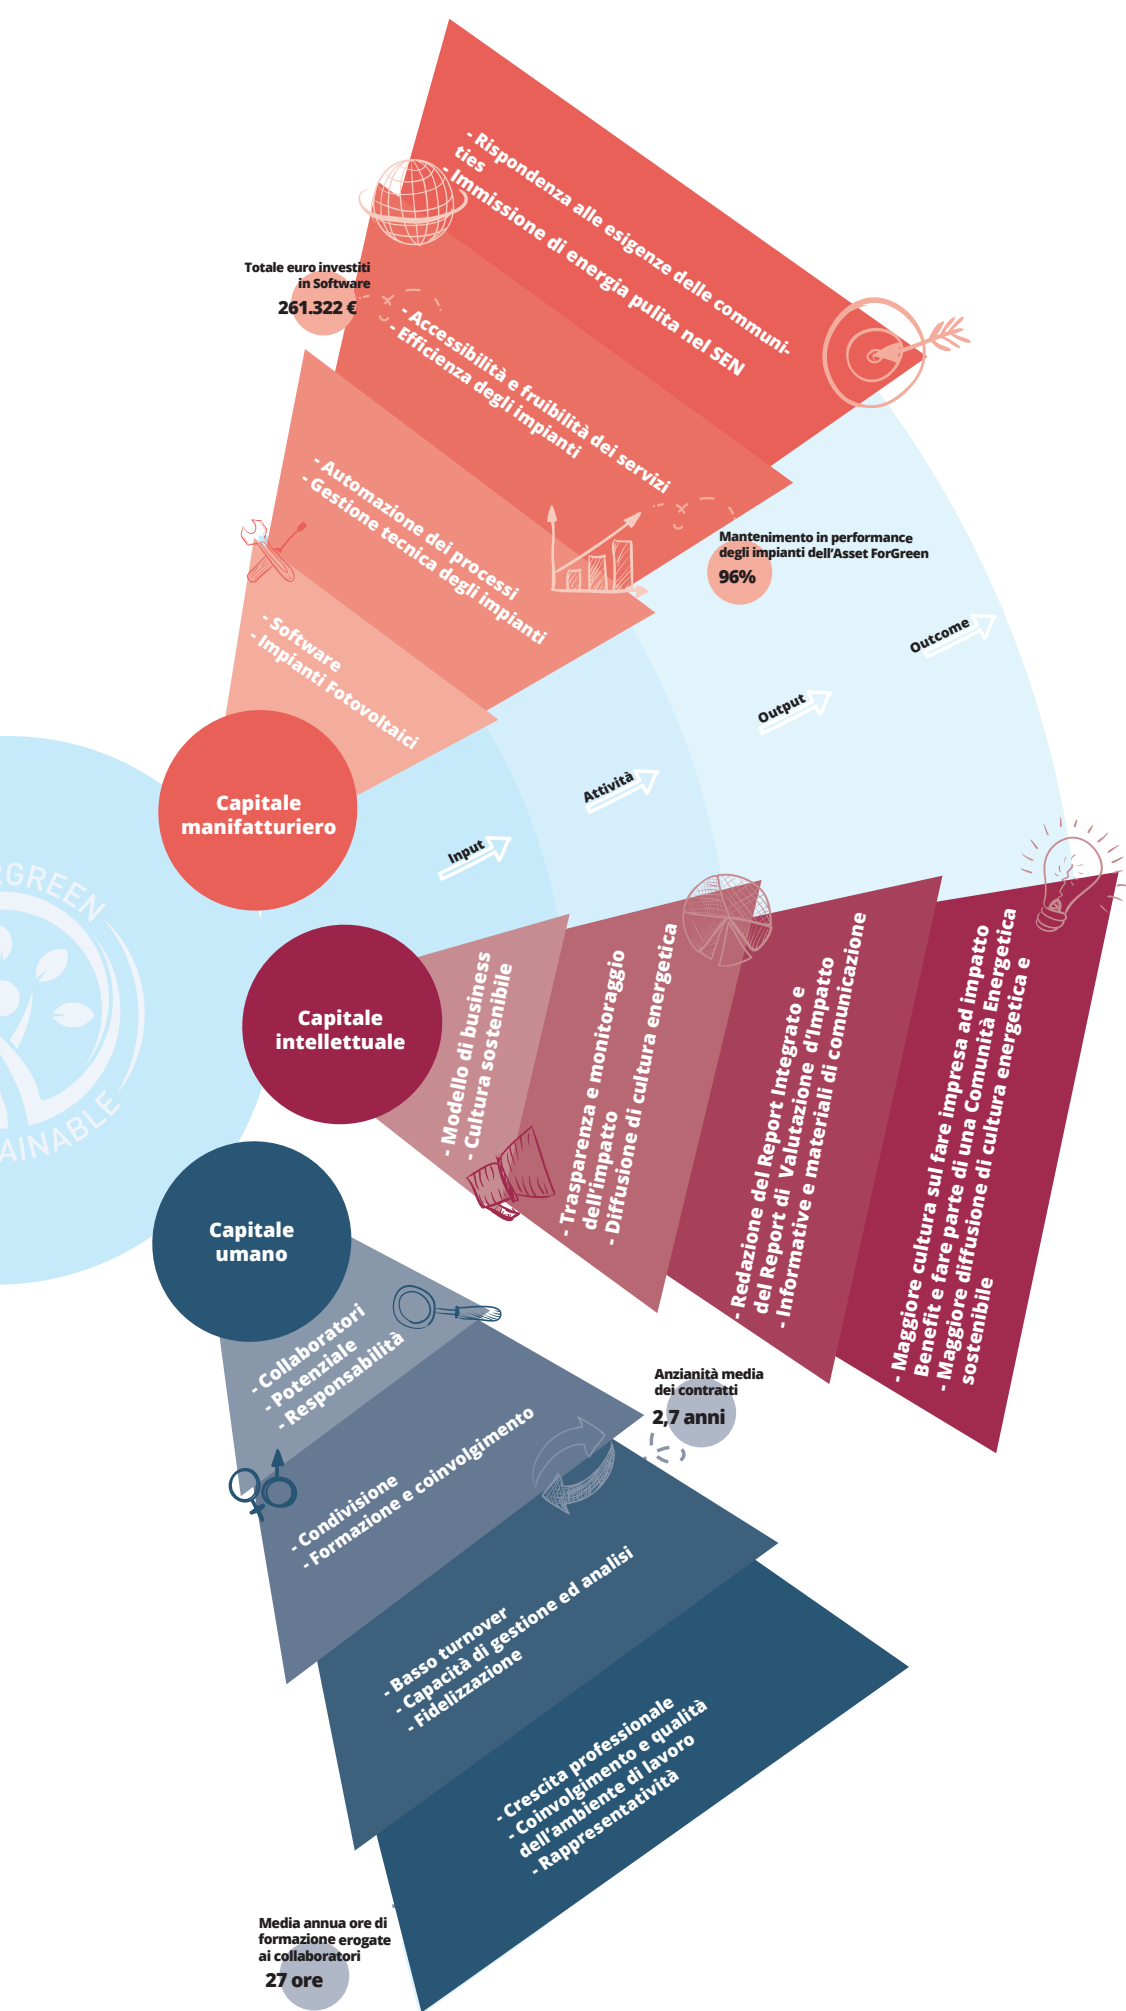 - Rispondenza alle esigenze delle communi-
ties
- Immissione di energia pulita nel SEN
Totale euro investiti
in Software
261.322 €
- Accessibilità e fruibilità dei servizi
- Efficienza degli impianti
- Automazione dei processi
- Gestione tecnica degli impianti
Mantenimento in performance
degli impianti dell'Asset ForGreen
96%
- Software
- Impianti Fotovoltaici
Outcome
Output
Attività
Input
Capitale
manifatturiero
RGREEN
AINABLE
Capitale
intellettuale
- Modello di business
- Cultura sostenibile
- Trasparenza e monitoraggio
dell'impatto
- Diffusione di cultura energetica
- Redazione del Report Integrato e
del Report di Valutazione d'Impatto
- Informative e materiali di comunicazione
- Maggiore cultura sul fare impresa ad impatto
Benefit e fare parte di una Comunità Energetica
- Maggiore diffusione di cultura energetica e
sostenibile
Capitale
umano
- Collaboratori
- Potenziale
- Responsabilità
Anzianità media
dei contratti
2,7 anni
- Condivisione
- Formazione e coinvolgimento
- Basso turnover
- Capacità di gestione ed analisi
- Fidelizzazione
- Crescita professionale
- Coinvolgimento e qualità
dell'ambiente di lavoro
- Rappresentatività
Media annua ore di
formazione erogate
ai collaboratori
27 ore